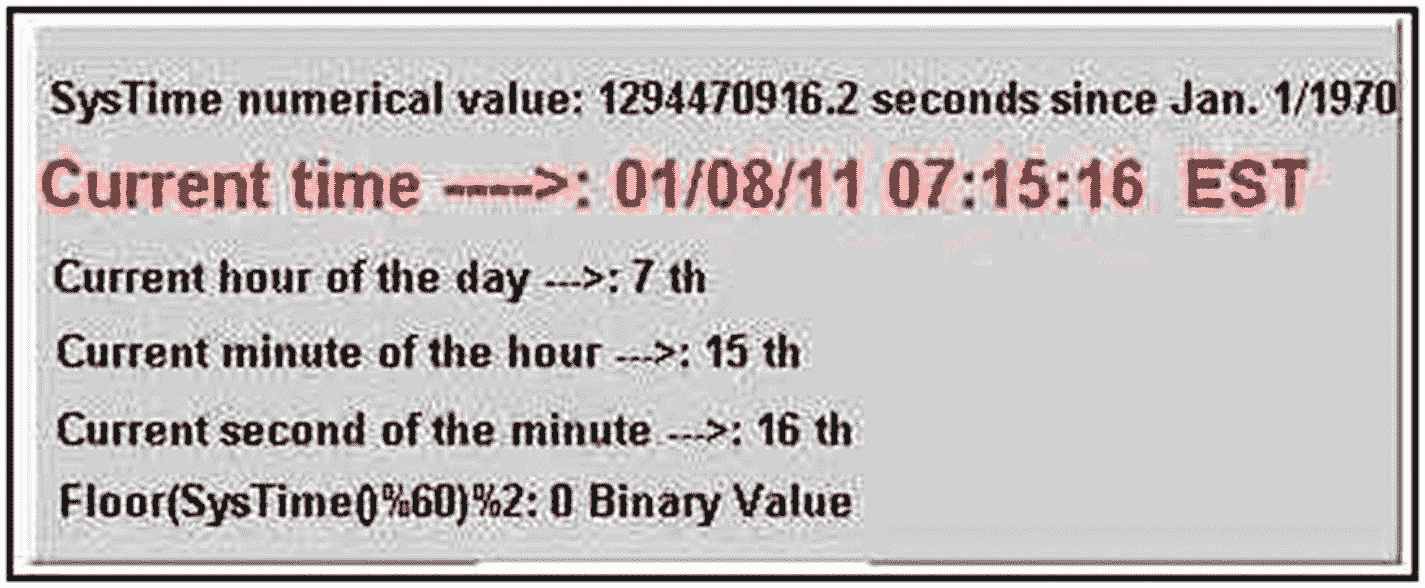 SysTime numerical value: 1294470916.2 seconds since Jan. 1/1970
Current time ---->: 01/08/11 07:15:16 EST
Current hour of the day --->: 7 th
Current minute of the hour --->: 15 th
Current second of the minute --->: 16 th
Floor(SysTime()%60)%2: 0 Binary Value